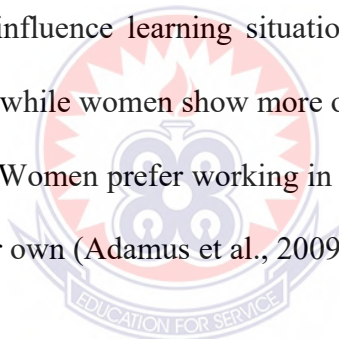 influence learning situatio
while women show more o
Women prefer working in
r own (Adamus et al., 2009
EDUCATION FOR SERVICE